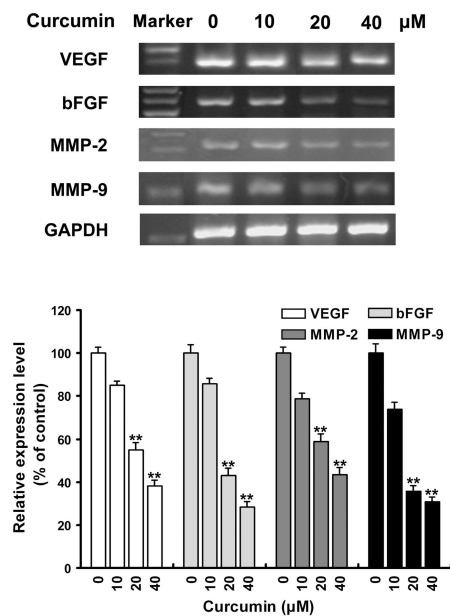 Curcumin Marker 0 10 20 40 μM
VEGF
bFGF
MMP-2
MMP-9
GAPDH
120
100
80
60
40
20
0
Relative expression level
(% of control)
VEGF bFGF
MMP-2 MMP-9
** ** ** ** ** ** ** **
0 10 20 40 0 10 20 40 0 10 20 40 0 10 20 40
Curcumin (μM)